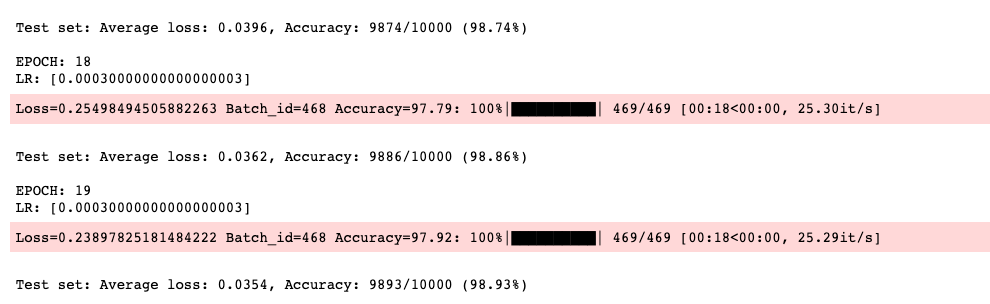 Test set: Average loss: 0.0396, Accuracy: 9874/10000 (98.74%)
EPOCH: 18
LR: [0.00030000000000000003]
Loss=0.25498494505882263 Batch_id=468 Accuracy=97.79: 100%|██████████| 469/469 [00:18<00:00, 25.30it/s]
Test set: Average loss: 0.0362, Accuracy: 9886/10000 (98.86%)
EPOCH: 19
LR: [0.00030000000000000003]
Loss=0.23897825181484222 Batch_id=468 Accuracy=97.92: 100%|██████████| 469/469 [00:18<00:00, 25.29it/s]
Test set: Average loss: 0.0354, Accuracy: 9893/10000 (98.93%)